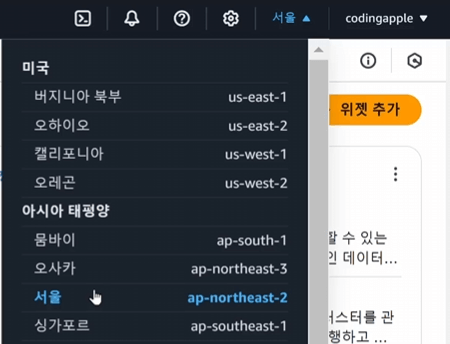 서울 ▲ codingapple ▼
위젯 추가
미국
버지니아 북부 us-east-1
오하이오 us-east-2
캘리포니아 us-west-1
오레곤 us-west-2
아시아 태평양
뭄바이 ap-south-1
할 수 있는
오사카 ap-northeast-3
인 데이터...
서울 ap-northeast-2
러스터를 관
싱가포르 ap-southeast-1
행하고 ...